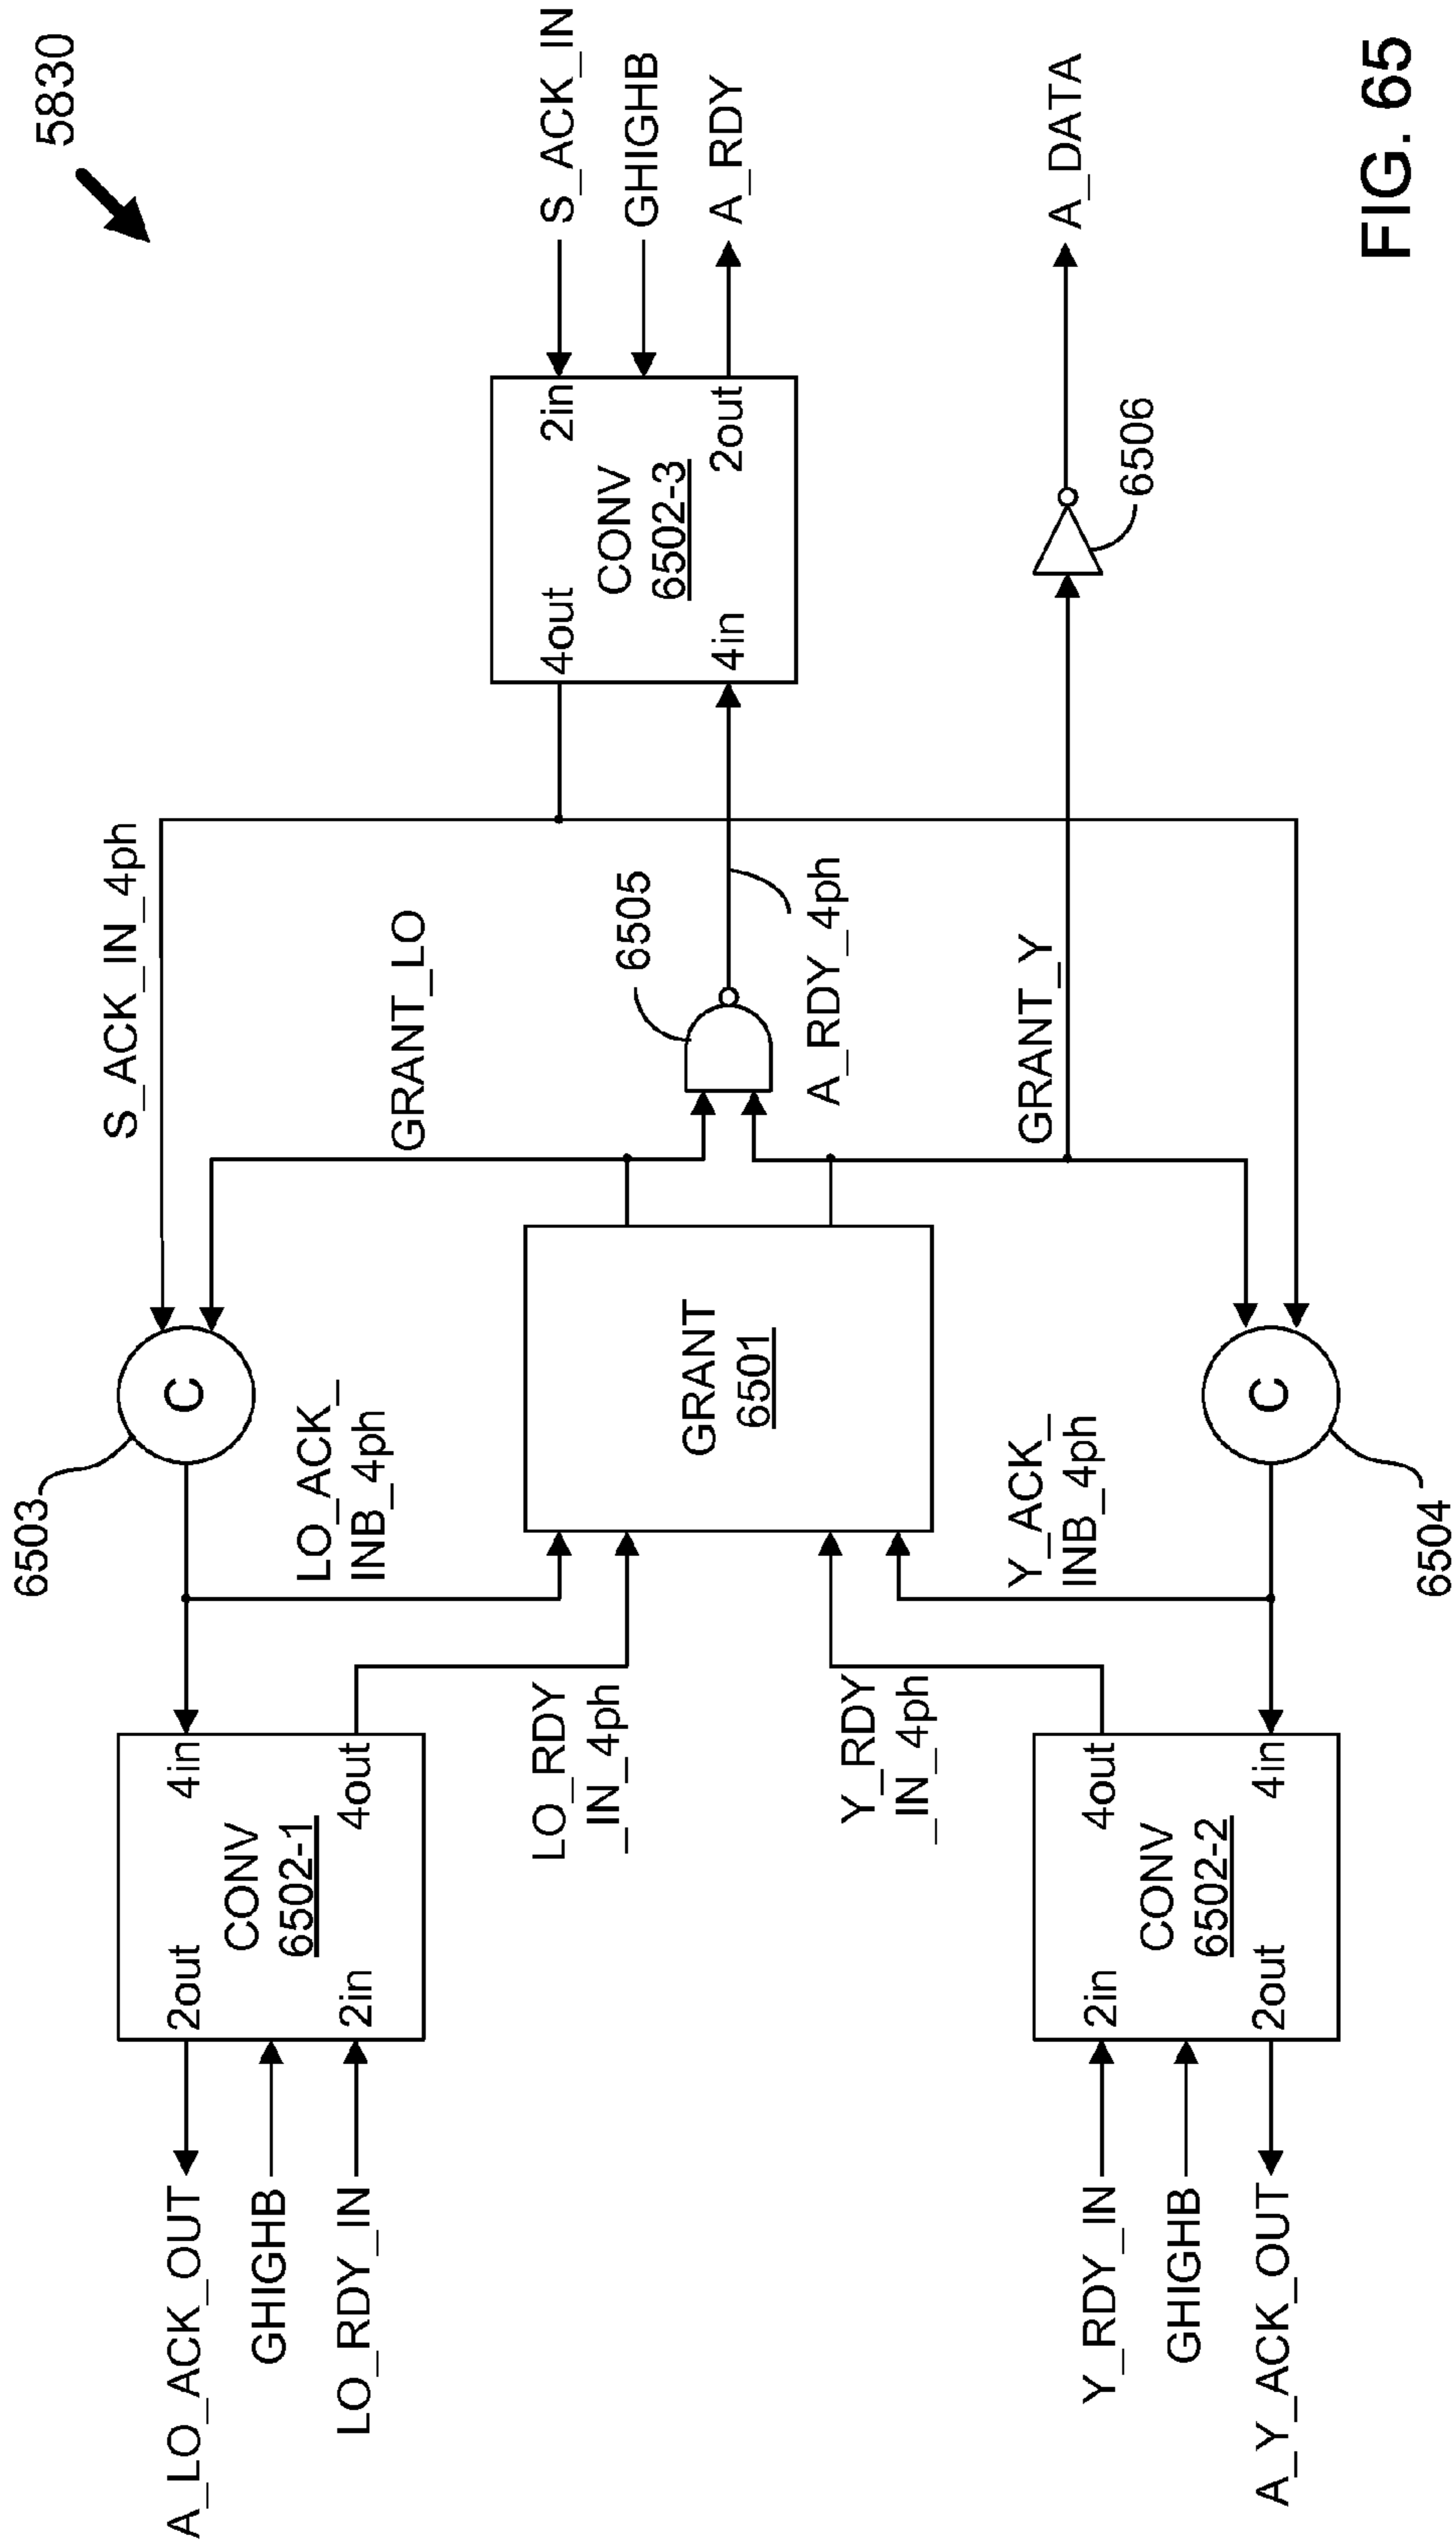 5830
6503
C
S_ACK_IN_4ph
A_LO_ACK_OUT
GHIGHB
LO_RDY_IN
2out
4in
CONV
6502-1
2in
4out
LO_ACK_
INB_4ph
GRANT_LO
4out
2in
CONV
6502-3
4in
2out
S_ACK_IN
GHIGHB
A_RDY
LO_RDY
_IN_4ph
GRANT
6501
6505
A_RDY_4ph
Y_RDY
_IN_4ph
Y_ACK_
INB_4ph
GRANT_Y
6506
A_DATA
Y_RDY_IN
GHIGHB
A_Y_ACK_OUT
2in
4out
CONV
6502-2
2out
4in
C
6504
FIG. 65